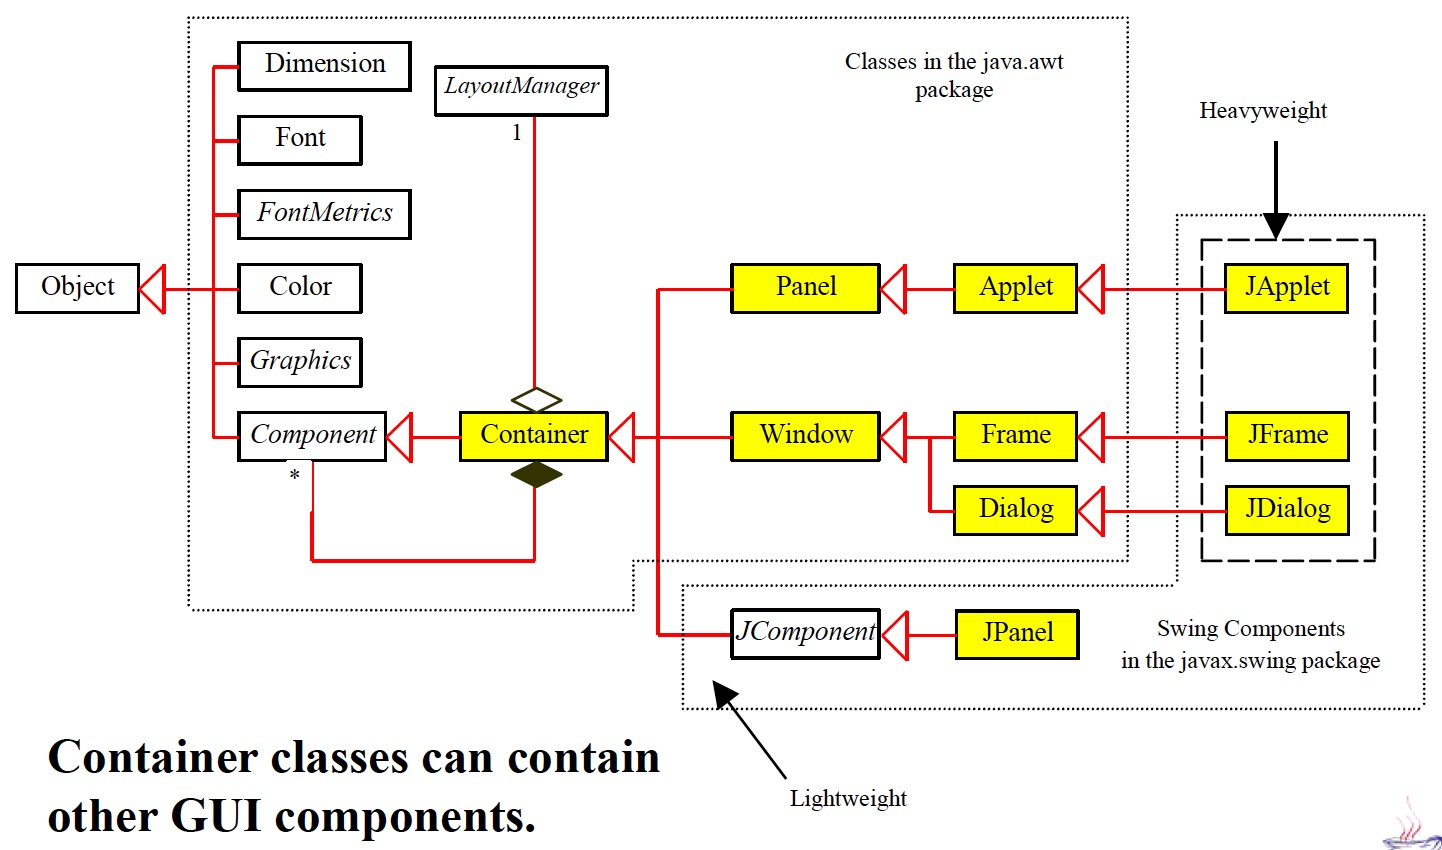 Classes in the java.awt
package
Dimension
LayoutManager
1
Heavyweight
Font
FontMetrics
Object
Color
Panel
Applet
JApplet
Graphics
Component
*
Container
Window
Frame
JFrame
Dialog
JDialog
JComponent
JPanel
Swing Components
in the javax.swing package
Lightweight
Container classes can contain
other GUI components.